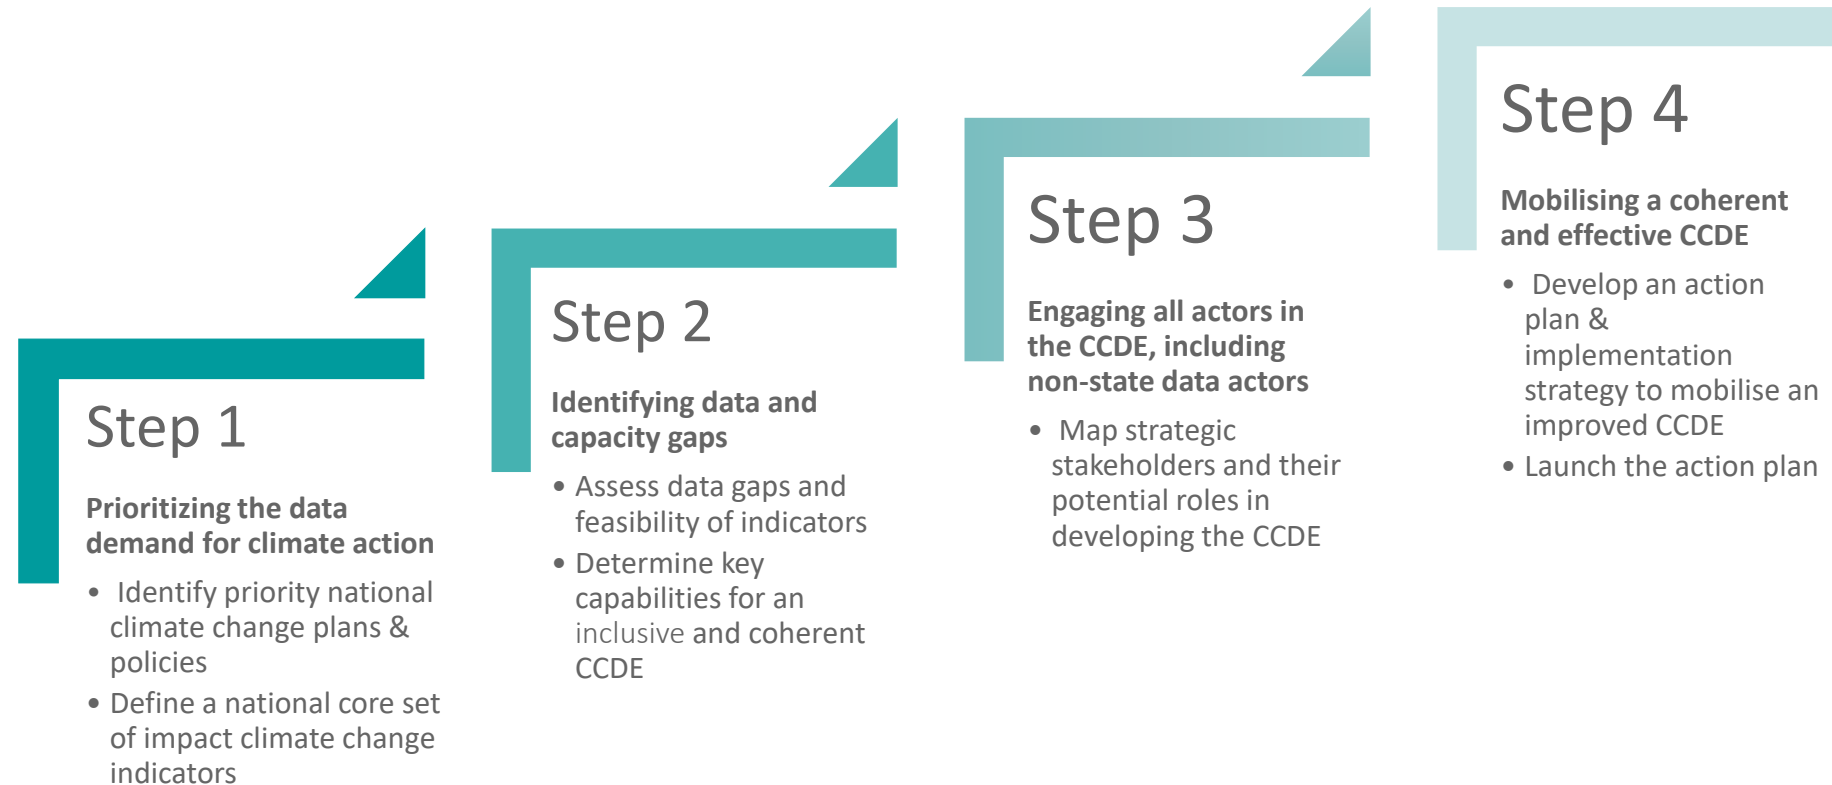 Step 1
Prioritizing the data
demand for climate action
• Identify priority national
climate change plans &
policies
• Define a national core set
of impact climate change
indicators
Step 2
Identifying data and
capacity gaps
• Assess data gaps and
feasibility of indicators
• Determine key
capabilities for an
inclusive and coherent
CCDE
Step 3
Engaging all actors in
the CCDE, including
non-state data actors
• Map strategic
stakeholders and their
potential roles in
developing the CCDE
Step 4
Mobilising a coherent
and effective CCDE
• Develop an action
plan &
implementation
strategy to mobilise an
improved CCDE
• Launch the action plan